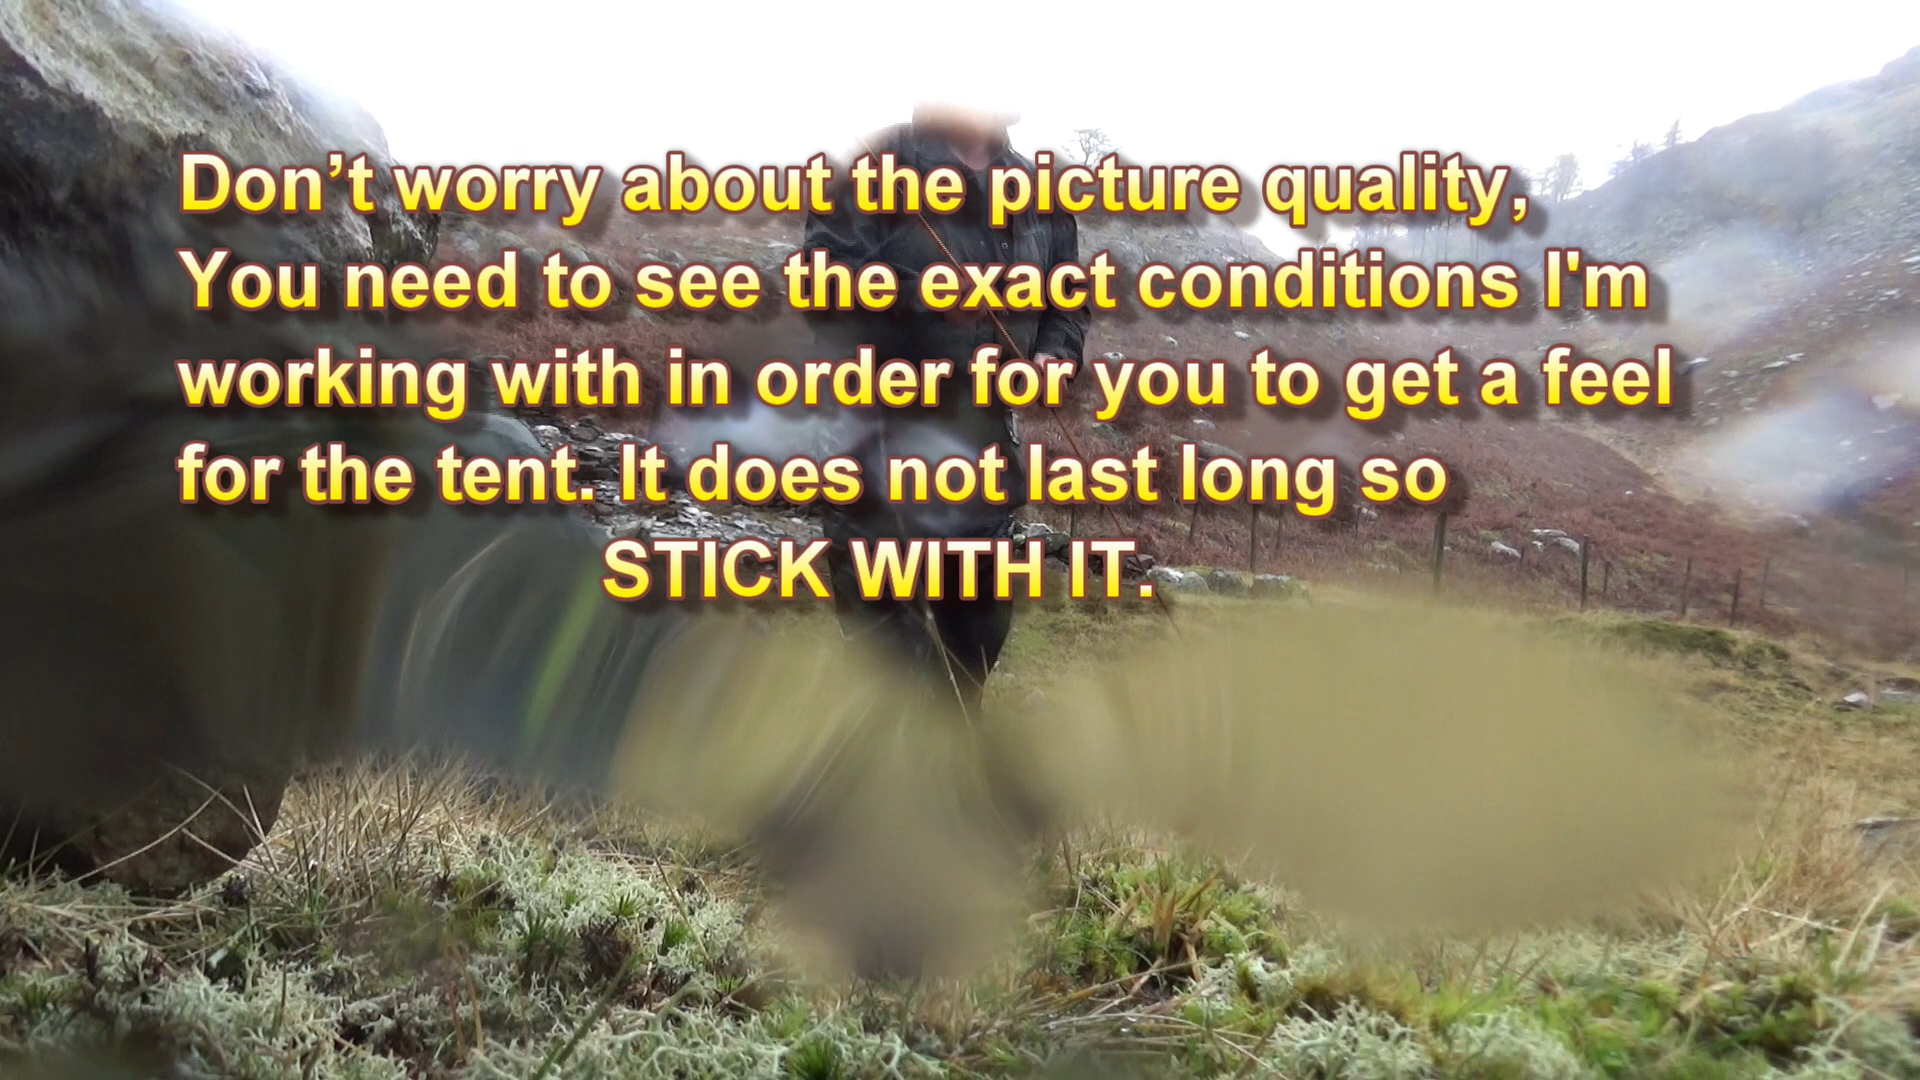 Don’t worry about the picture quality,
You need to see the exact conditions I'm
working with in order for you to get a feel
for the tent. It does not last long so
STICK WITH IT.